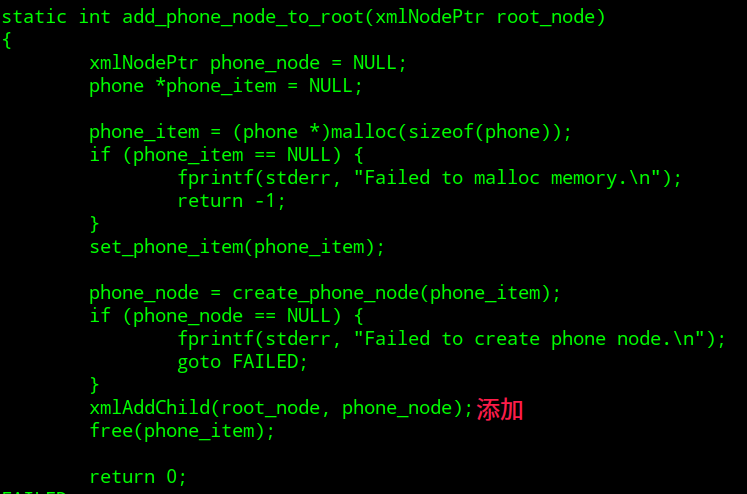 static int add_phone_node_to_root(xmlNodePtr root_node)
{
        xmlNodePtr phone_node = NULL;
        phone *phone_item = NULL;

        phone_item = (phone *)malloc(sizeof(phone));
        if (phone_item == NULL) {
                fprintf(stderr, "Failed to malloc memory.\n");
                return -1;
        }
        set_phone_item(phone_item);

        phone_node = create_phone_node(phone_item);
        if (phone_node == NULL) {
                fprintf(stderr, "Failed to create phone node.\n");
                goto FAILED;
        }
        xmlAddChild(root_node, phone_node);添加
        free(phone_item);

        return 0;